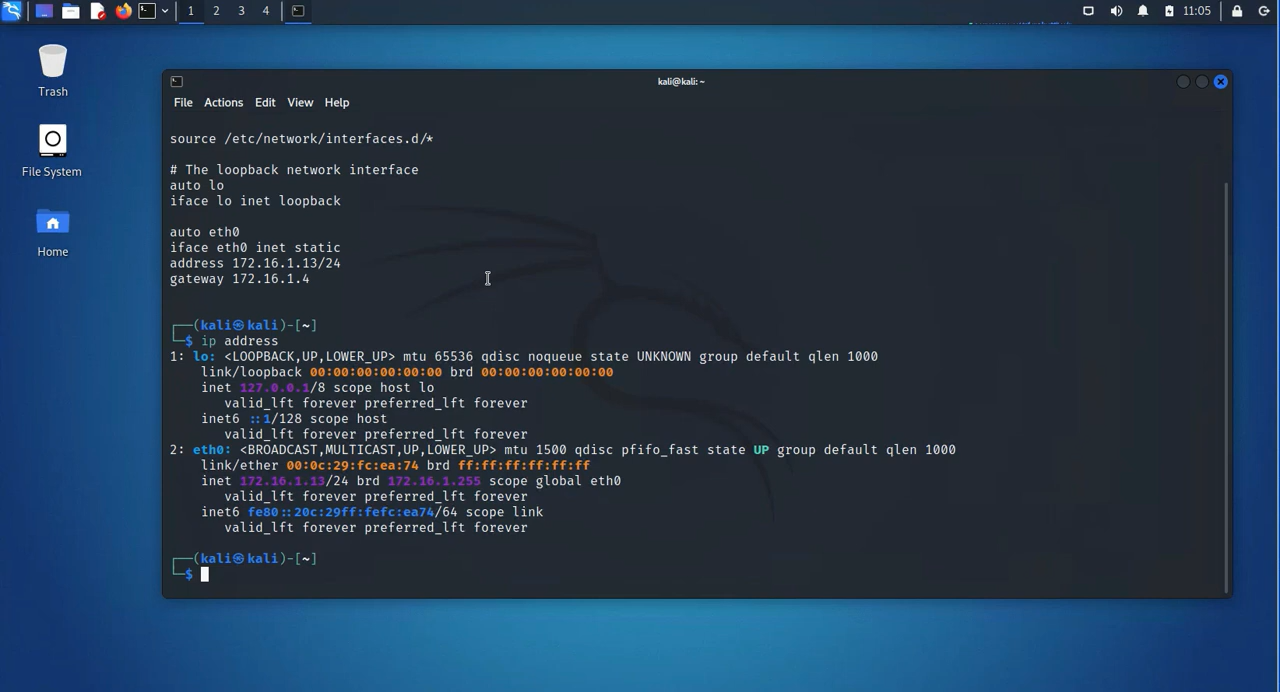 1 2 3 4 11:05
Trash
File System
Home
kali@kali: ~
File Actions Edit View Help
source /etc/network/interfaces.d/*
# The loopback network interface
auto lo
iface lo inet loopback
auto eth0
iface eth0 inet static
address 172.16.1.13/24
gateway 172.16.1.4
┌──(kali㉿kali)-[~]
└─$ ip address
1: lo: <LOOPBACK,UP,LOWER_UP> mtu 65536 qdisc noqueue state UNKNOWN group default qlen 1000
link/loopback 00:00:00:00:00:00 brd 00:00:00:00:00:00
inet 127.0.0.1/8 scope host lo
valid_lft forever preferred_lft forever
inet6 ::1/128 scope host
valid_lft forever preferred_lft forever
2: eth0: <BROADCAST,MULTICAST,UP,LOWER_UP> mtu 1500 qdisc pfifo_fast state UP group default qlen 1000
link/ether 00:0c:29:fc:ea:74 brd ff:ff:ff:ff:ff:ff
inet 172.16.1.13/24 brd 172.16.1.255 scope global eth0
valid_lft forever preferred_lft forever
inet6 fe80::20c:29ff:fefc:ea74/64 scope link
valid_lft forever preferred_lft forever
┌──(kali㉿kali)-[~]
└─$